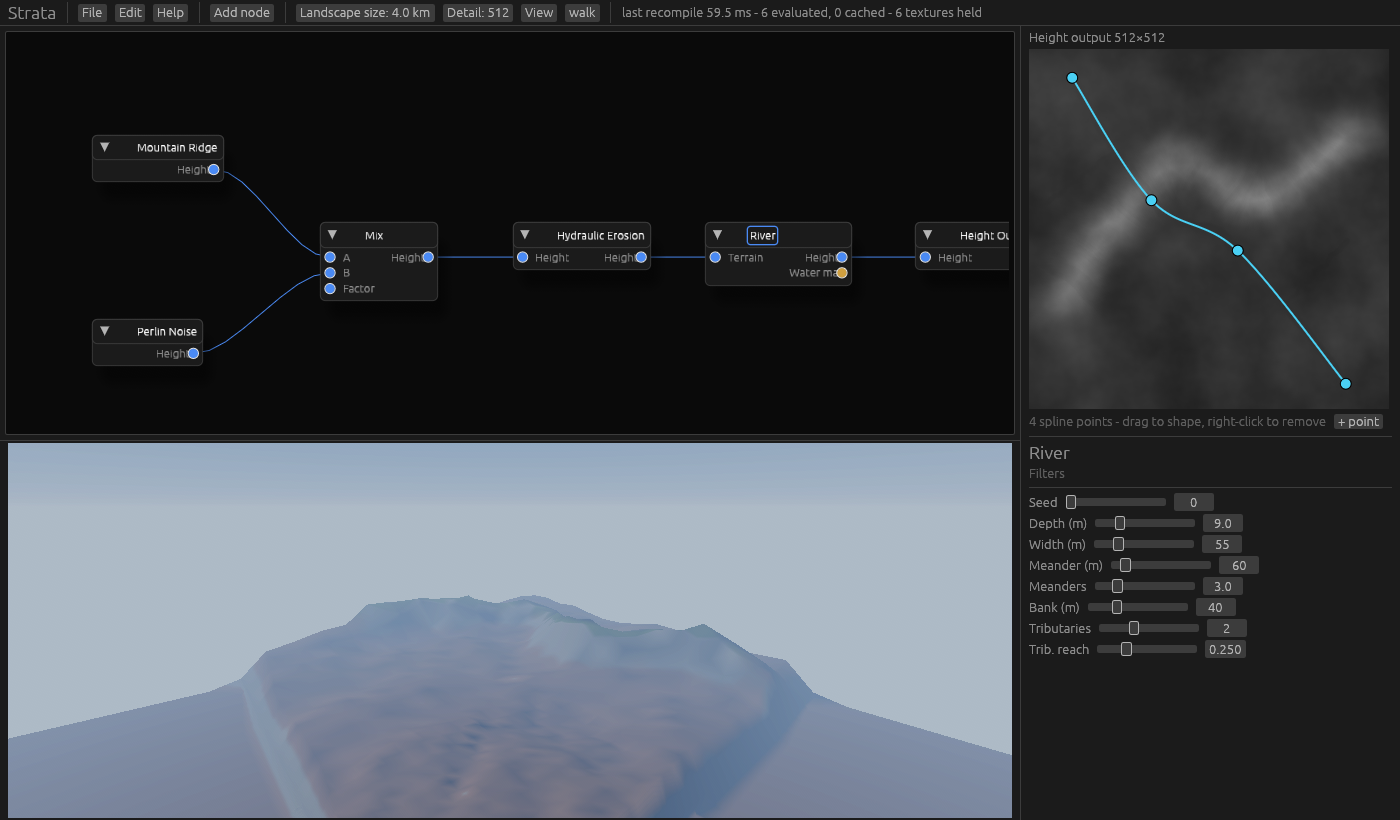 Strata File Edit Help Add node Landscape size: 4.0 km Detail: 512 View walk last recompile 59.5 ms - 6 evaluated, 0 cached - 6 textures held
Mountain Ridge
Height
Perlin Noise
Height
Mix
A Height
B
Factor
Hydraulic Erosion
Height Height
River
Terrain Height
Water ma
Height Ou
Height
Height output 512×512
4 spline points - drag to shape, right-click to remove + point
River
Filters
Seed 0
Depth (m) 9.0
Width (m) 55
Meander (m) 60
Meanders 3.0
Bank (m) 40
Tributaries 2
Trib. reach 0.250